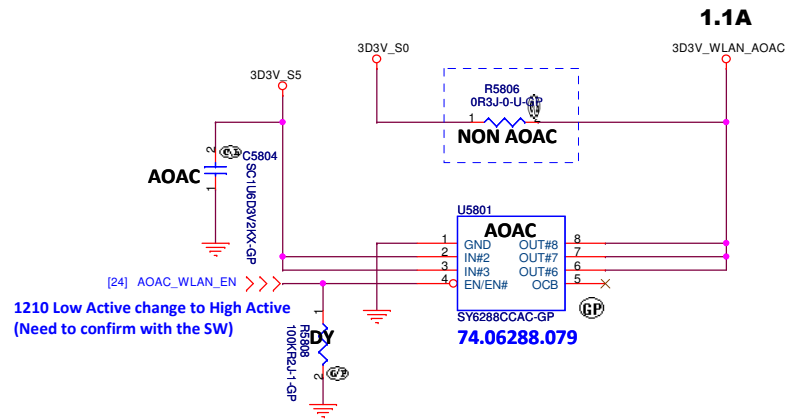 1.1A
3D3V_S5
3D3V_S0
3D3V_WLAN_AOAC
R5806
0R3J-0-U-GP
1
NON AOAC
2
C5804
SC1U6D3V2KX-GP
AOAC
1
U5801
AOAC
1 GND OUT#8 8
2 IN#2 OUT#7 7
3 IN#3 OUT#6 6
4 EN/EN# OCB 5
SY6288CCAC-GP
74.06288.079
GP
[24] AOAC_WLAN_EN
1210 Low Active change to High Active
(Need to confirm with the SW)
1
R5808
100KR2J-1-GP
DY
2